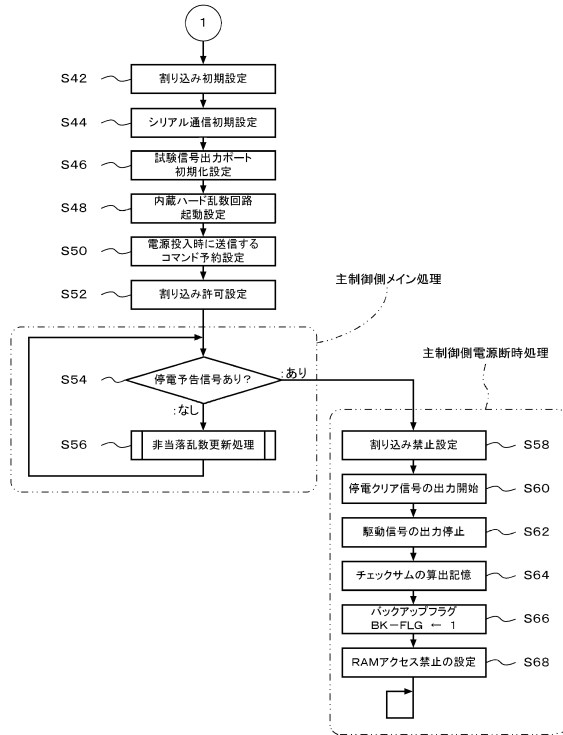 1
S42
割り込み初期設定
S44
シリアル通信初期設定
S46
試験信号出力ポート
初期化設定
S48
内蔵ハード乱数回路
起動設定
S50
電源投入時に送信する
コマンド予約設定
S52
割り込み許可設定
主制御側メイン処理
S54
停電予告信号あり?
:あり
:なし
S56
非当落乱数更新処理
主制御側電源断時処理
割り込み禁止設定
S58
停電クリア信号の出力開始
S60
駆動信号の出力停止
S62
チェックサムの算出記憶
S64
バックアップフラグ
BK-FLG ← 1
S66
RAMアクセス禁止の設定
S68